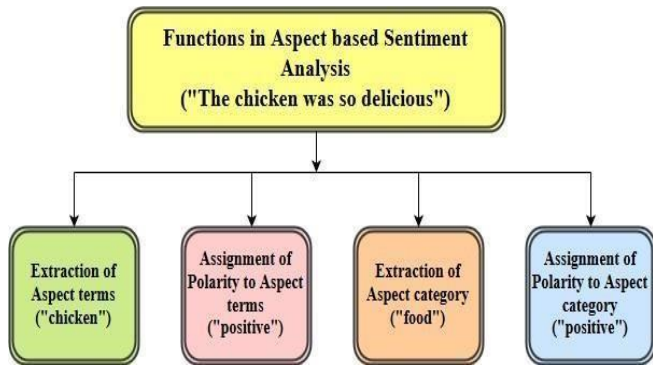 Functions in Aspect based Sentiment
Analysis
("The chicken was so delicious")
Extraction of
Aspect terms
("chicken")
Assignment of
Polarity to Aspect
terms
("positive")
Extraction of
Aspect category
("food")
Assignment of
Polarity to Aspect
category
("positive")